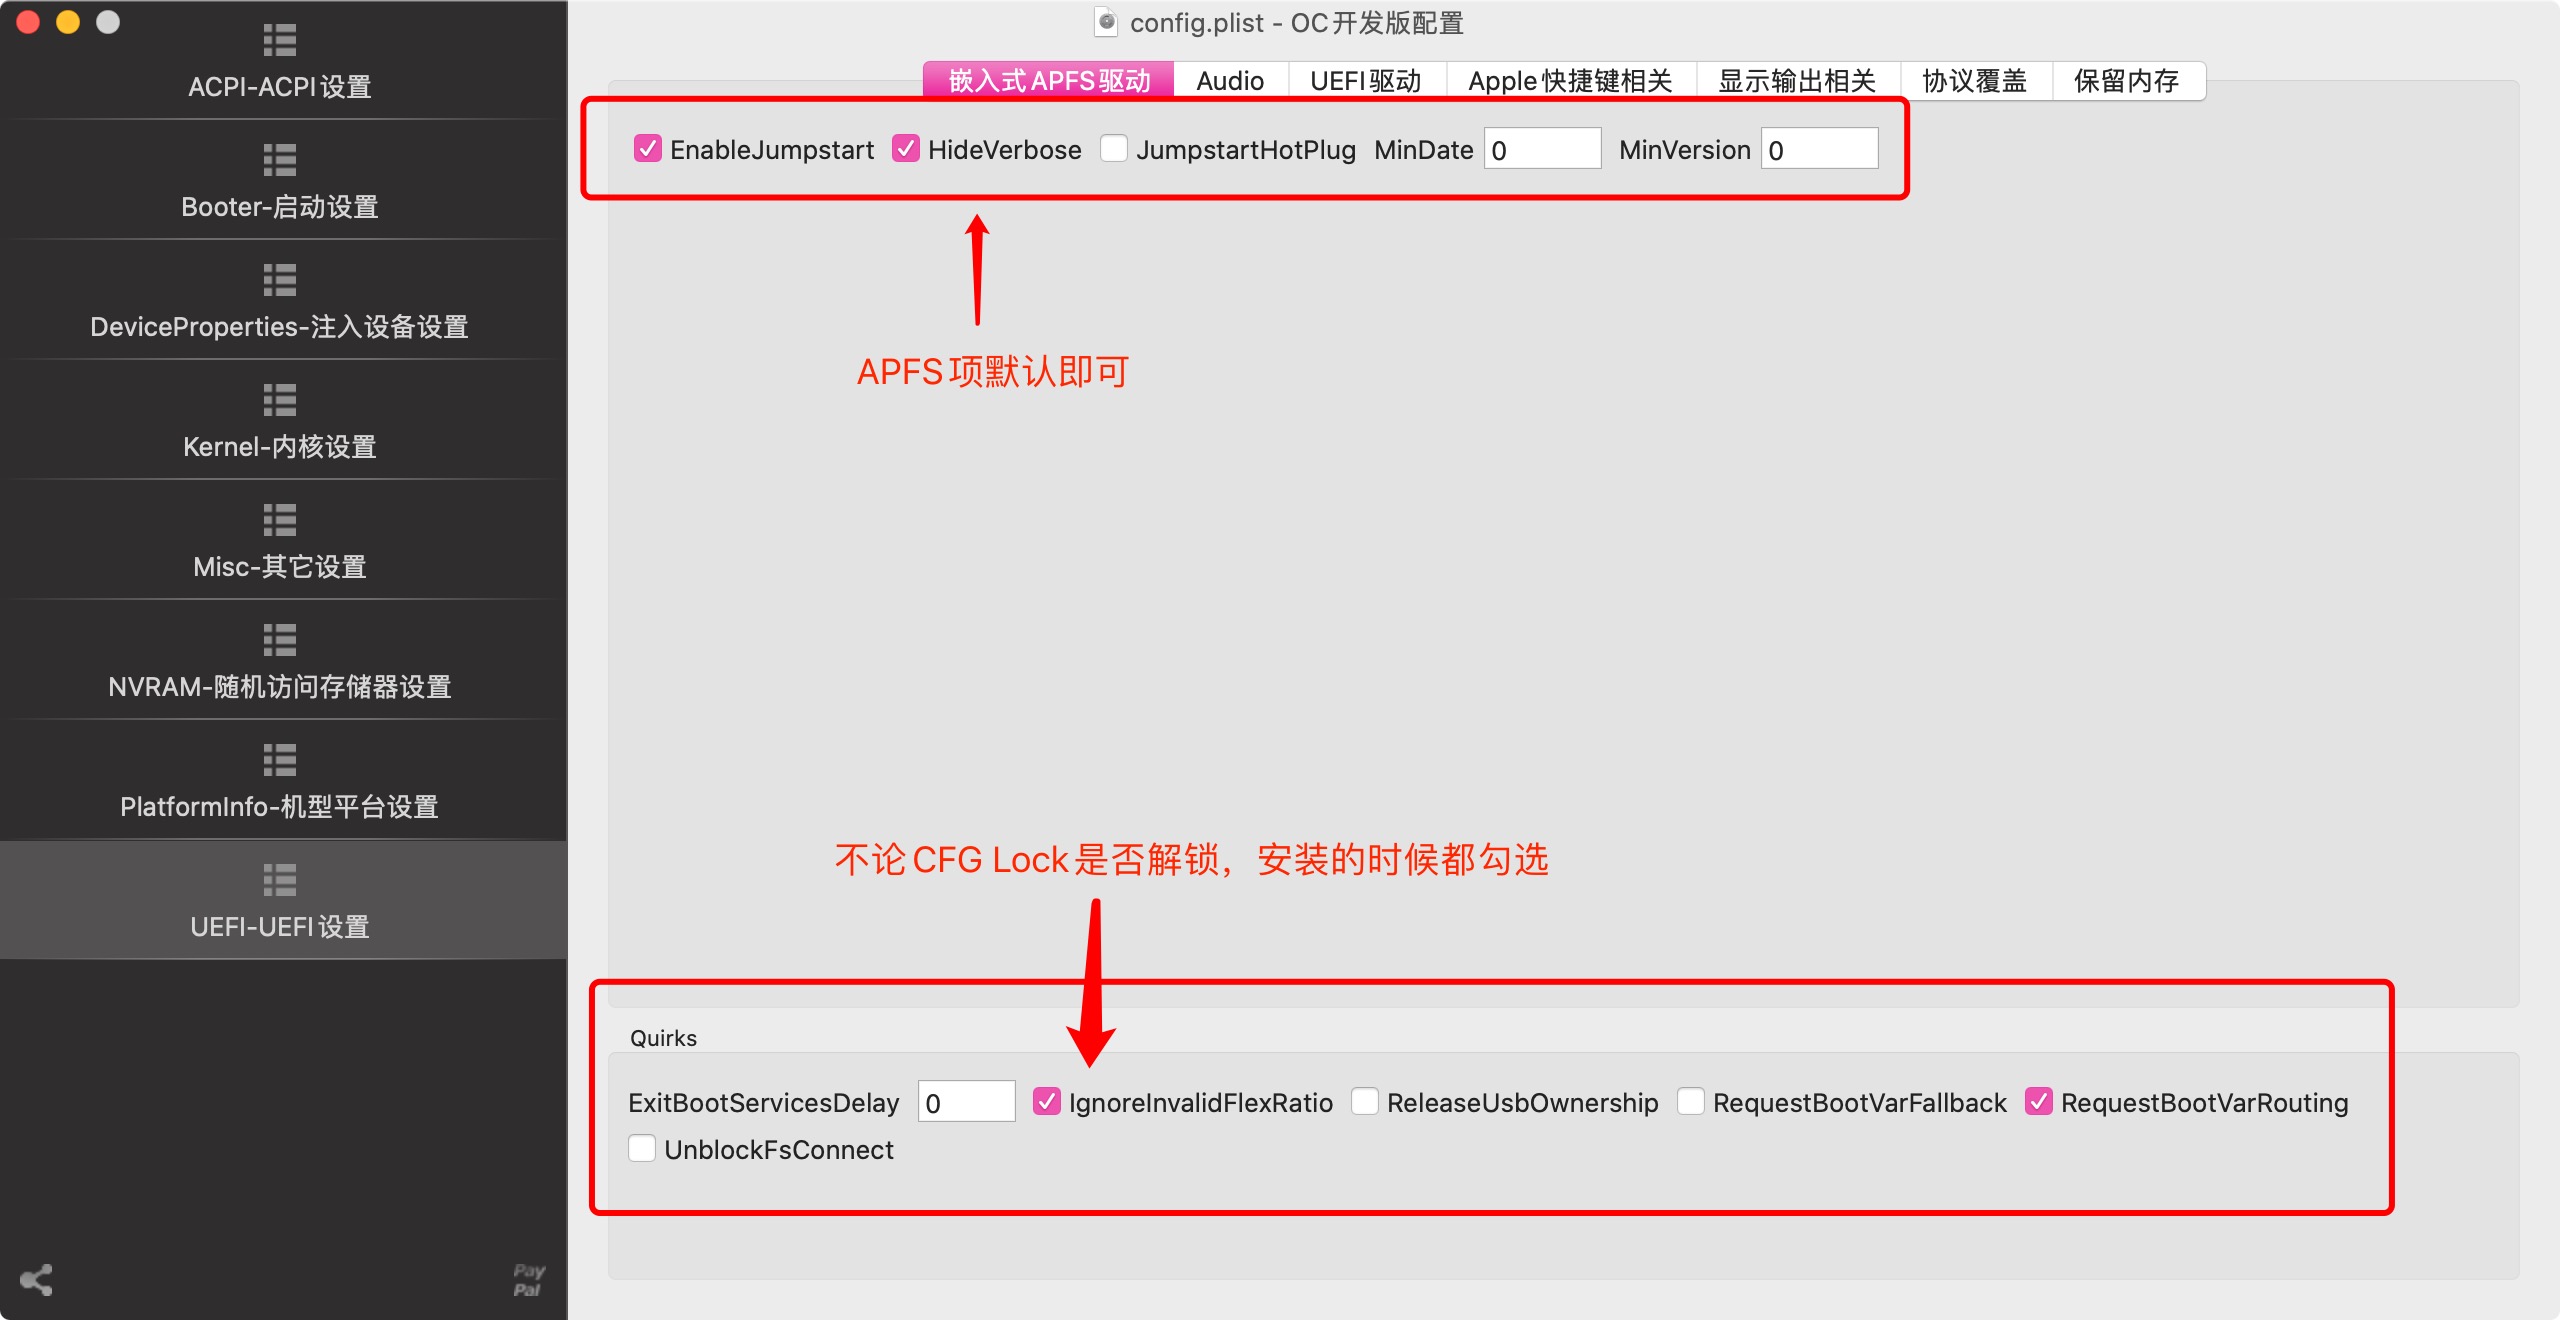 config.plist - OC开发版配置
ACPI-ACPI设置
Booter-启动设置
DeviceProperties-注入设备设置
Kernel-内核设置
Misc-其它设置
NVRAM-随机访问存储器设置
PlatformInfo-机型平台设置
UEFI-UEFI设置
Pay
Pal
嵌入式APFS驱动 Audio UEFI驱动 Apple快捷键相关 显示输出相关 协议覆盖 保留内存
EnableJumpstart HideVerbose JumpstartHotPlug MinDate 0 MinVersion 0
APFS项默认即可
不论CFG Lock是否解锁，安装的时候都勾选
Quirks
ExitBootServicesDelay 0 IgnoreInvalidFlexRatio ReleaseUsbOwnership RequestBootVarFallback RequestBootVarRouting
UnblockFsConnect